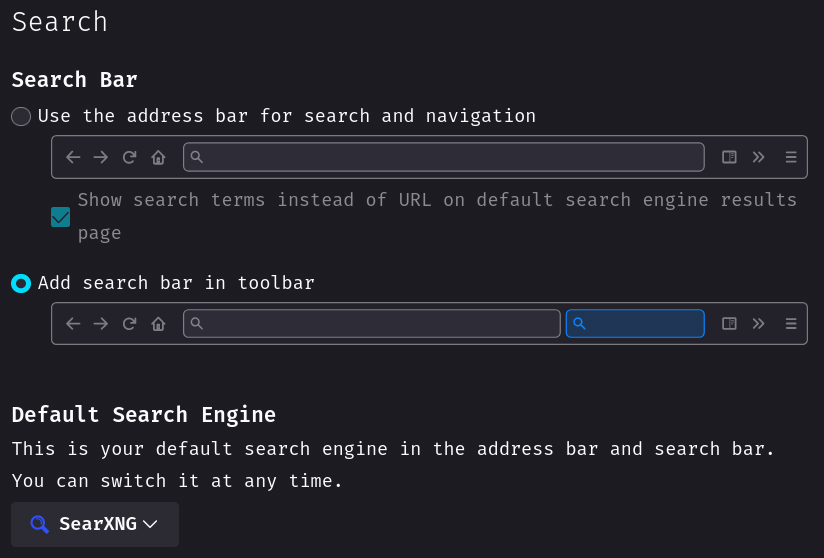 Search
Search Bar
Use the address bar for search and navigation
Show search terms instead of URL on default search engine results
page
Add search bar in toolbar
Default Search Engine
This is your default search engine in the address bar and search bar.
You can switch it at any time.
SearXNG